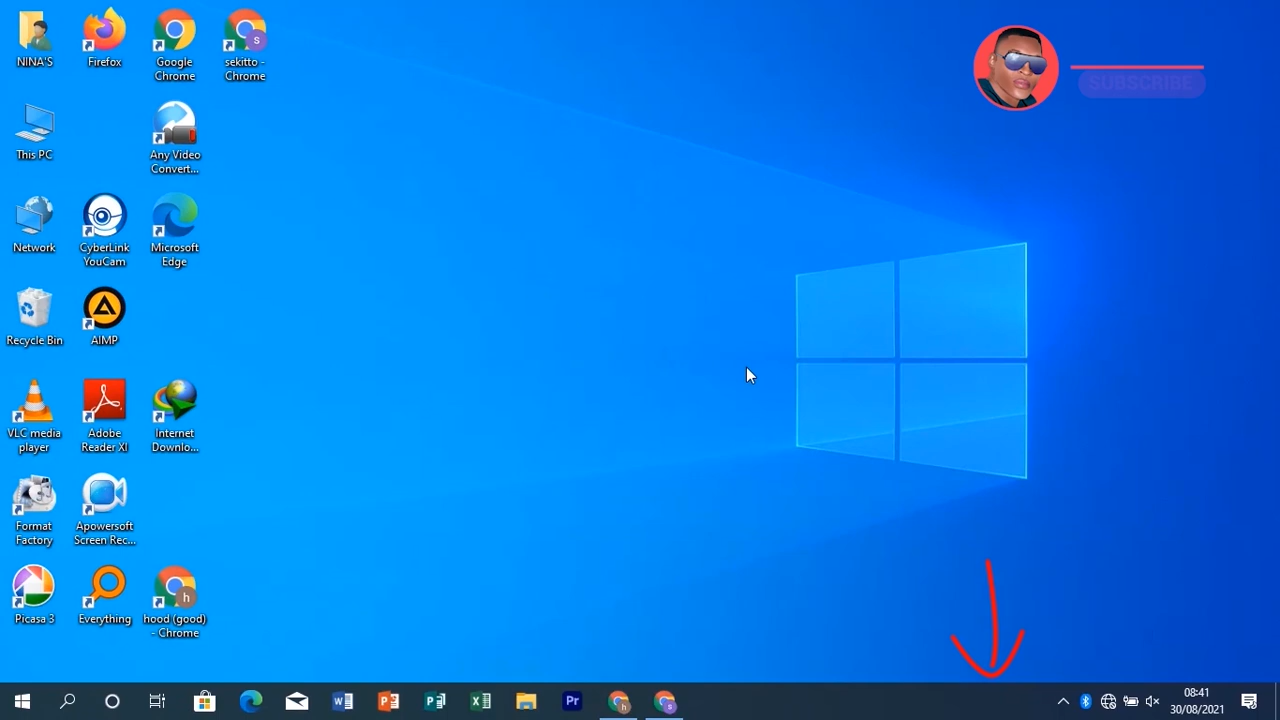 NINA'S
Firefox
Google
Chrome
sekitto -
Chrome
S
SUBSCRIBE
This PC
Any Video
Convert...
Network
CyberLink
YouCam
Microsoft
Edge
Recycle Bin
AIMP
VLC media
player
Adobe
Reader XI
Internet
Downlo...
Format
Factory
Apowersoft
Screen Rec...
Picasa 3
Everything
h
hood (good)
- Chrome
W
P
P
X
Pr
h
s
08:41
30/08/2021